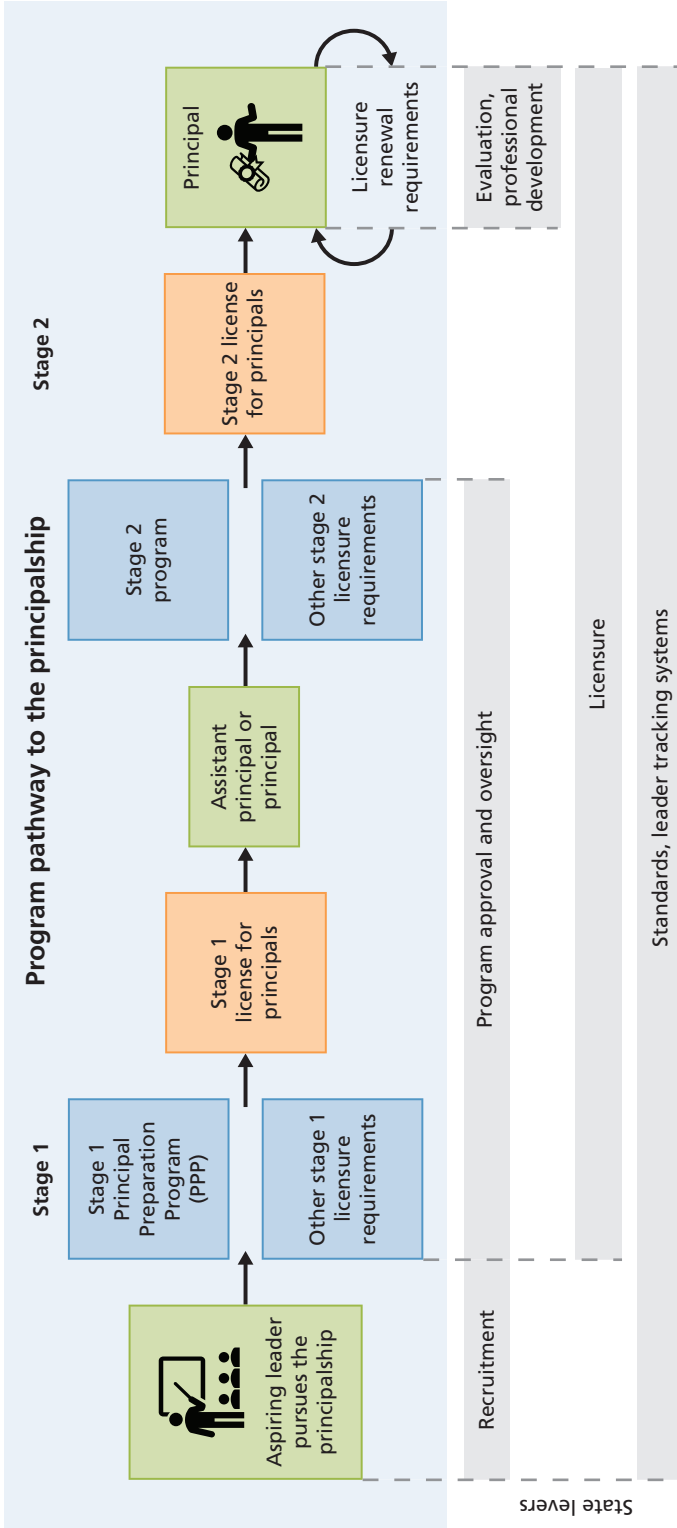 Program pathway to the principalship
Stage 1
Stage 2
Aspiring leader
pursues the
principalship
Stage 1
Principal
Preparation
Program
(PPP)
Other stage 1
licensure
requirements
Stage 1
license for
principals
Assistant
principal or
principal
Stage 2
program
Other stage 2
licensure
requirements
Stage 2 license
for principals
Principal
Licensure
renewal
requirements
State levers
Recruitment
Program approval and oversight
Evaluation,
professional
development
Licensure
Standards, leader tracking systems